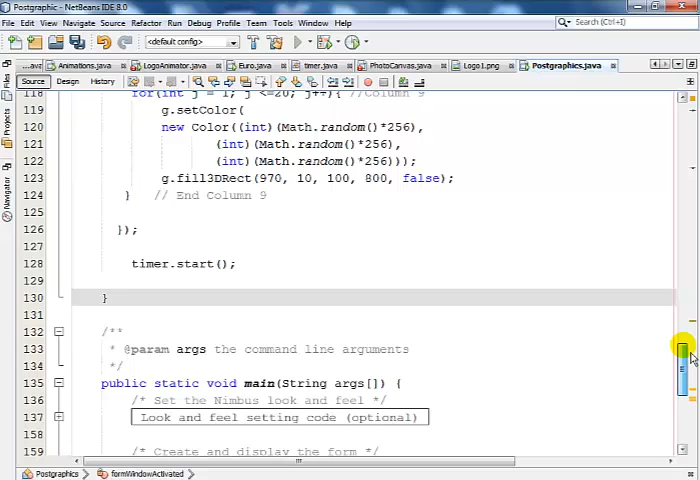 Postgraphic - NetBeans IDE 8.0
File Edit View Navigate Source Refactor Run Debug Profile Team Tools Window Help
Search (Ctrl+I)
<default config>
...ava Animations.java LogoAnimator.java Euro.java timer.java PhotoCanvas.java Logo1.png Postgraphics.java
Source Design History
Files
Projects
Navigator
118 for(int j = 1; j <=20; j++){ //Column 9
119 g.setColor(
120 new Color((int)(Math.random()*256),
121 (int)(Math.random()*256),
122 (int)(Math.random()*256)));
123 g.fill3DRect(970, 10, 100, 800, false);
124 } // End Column 9
125
126 });
127
128 timer.start();
129
130 }
131
132 /**
133 * @param args the command line arguments
134 */
135 public static void main(String args[]) {
136 /* Set the Nimbus look and feel */
137 Look and feel setting code (optional)
158
159 /* Create and display the form */
Postgraphics formWindowActivated